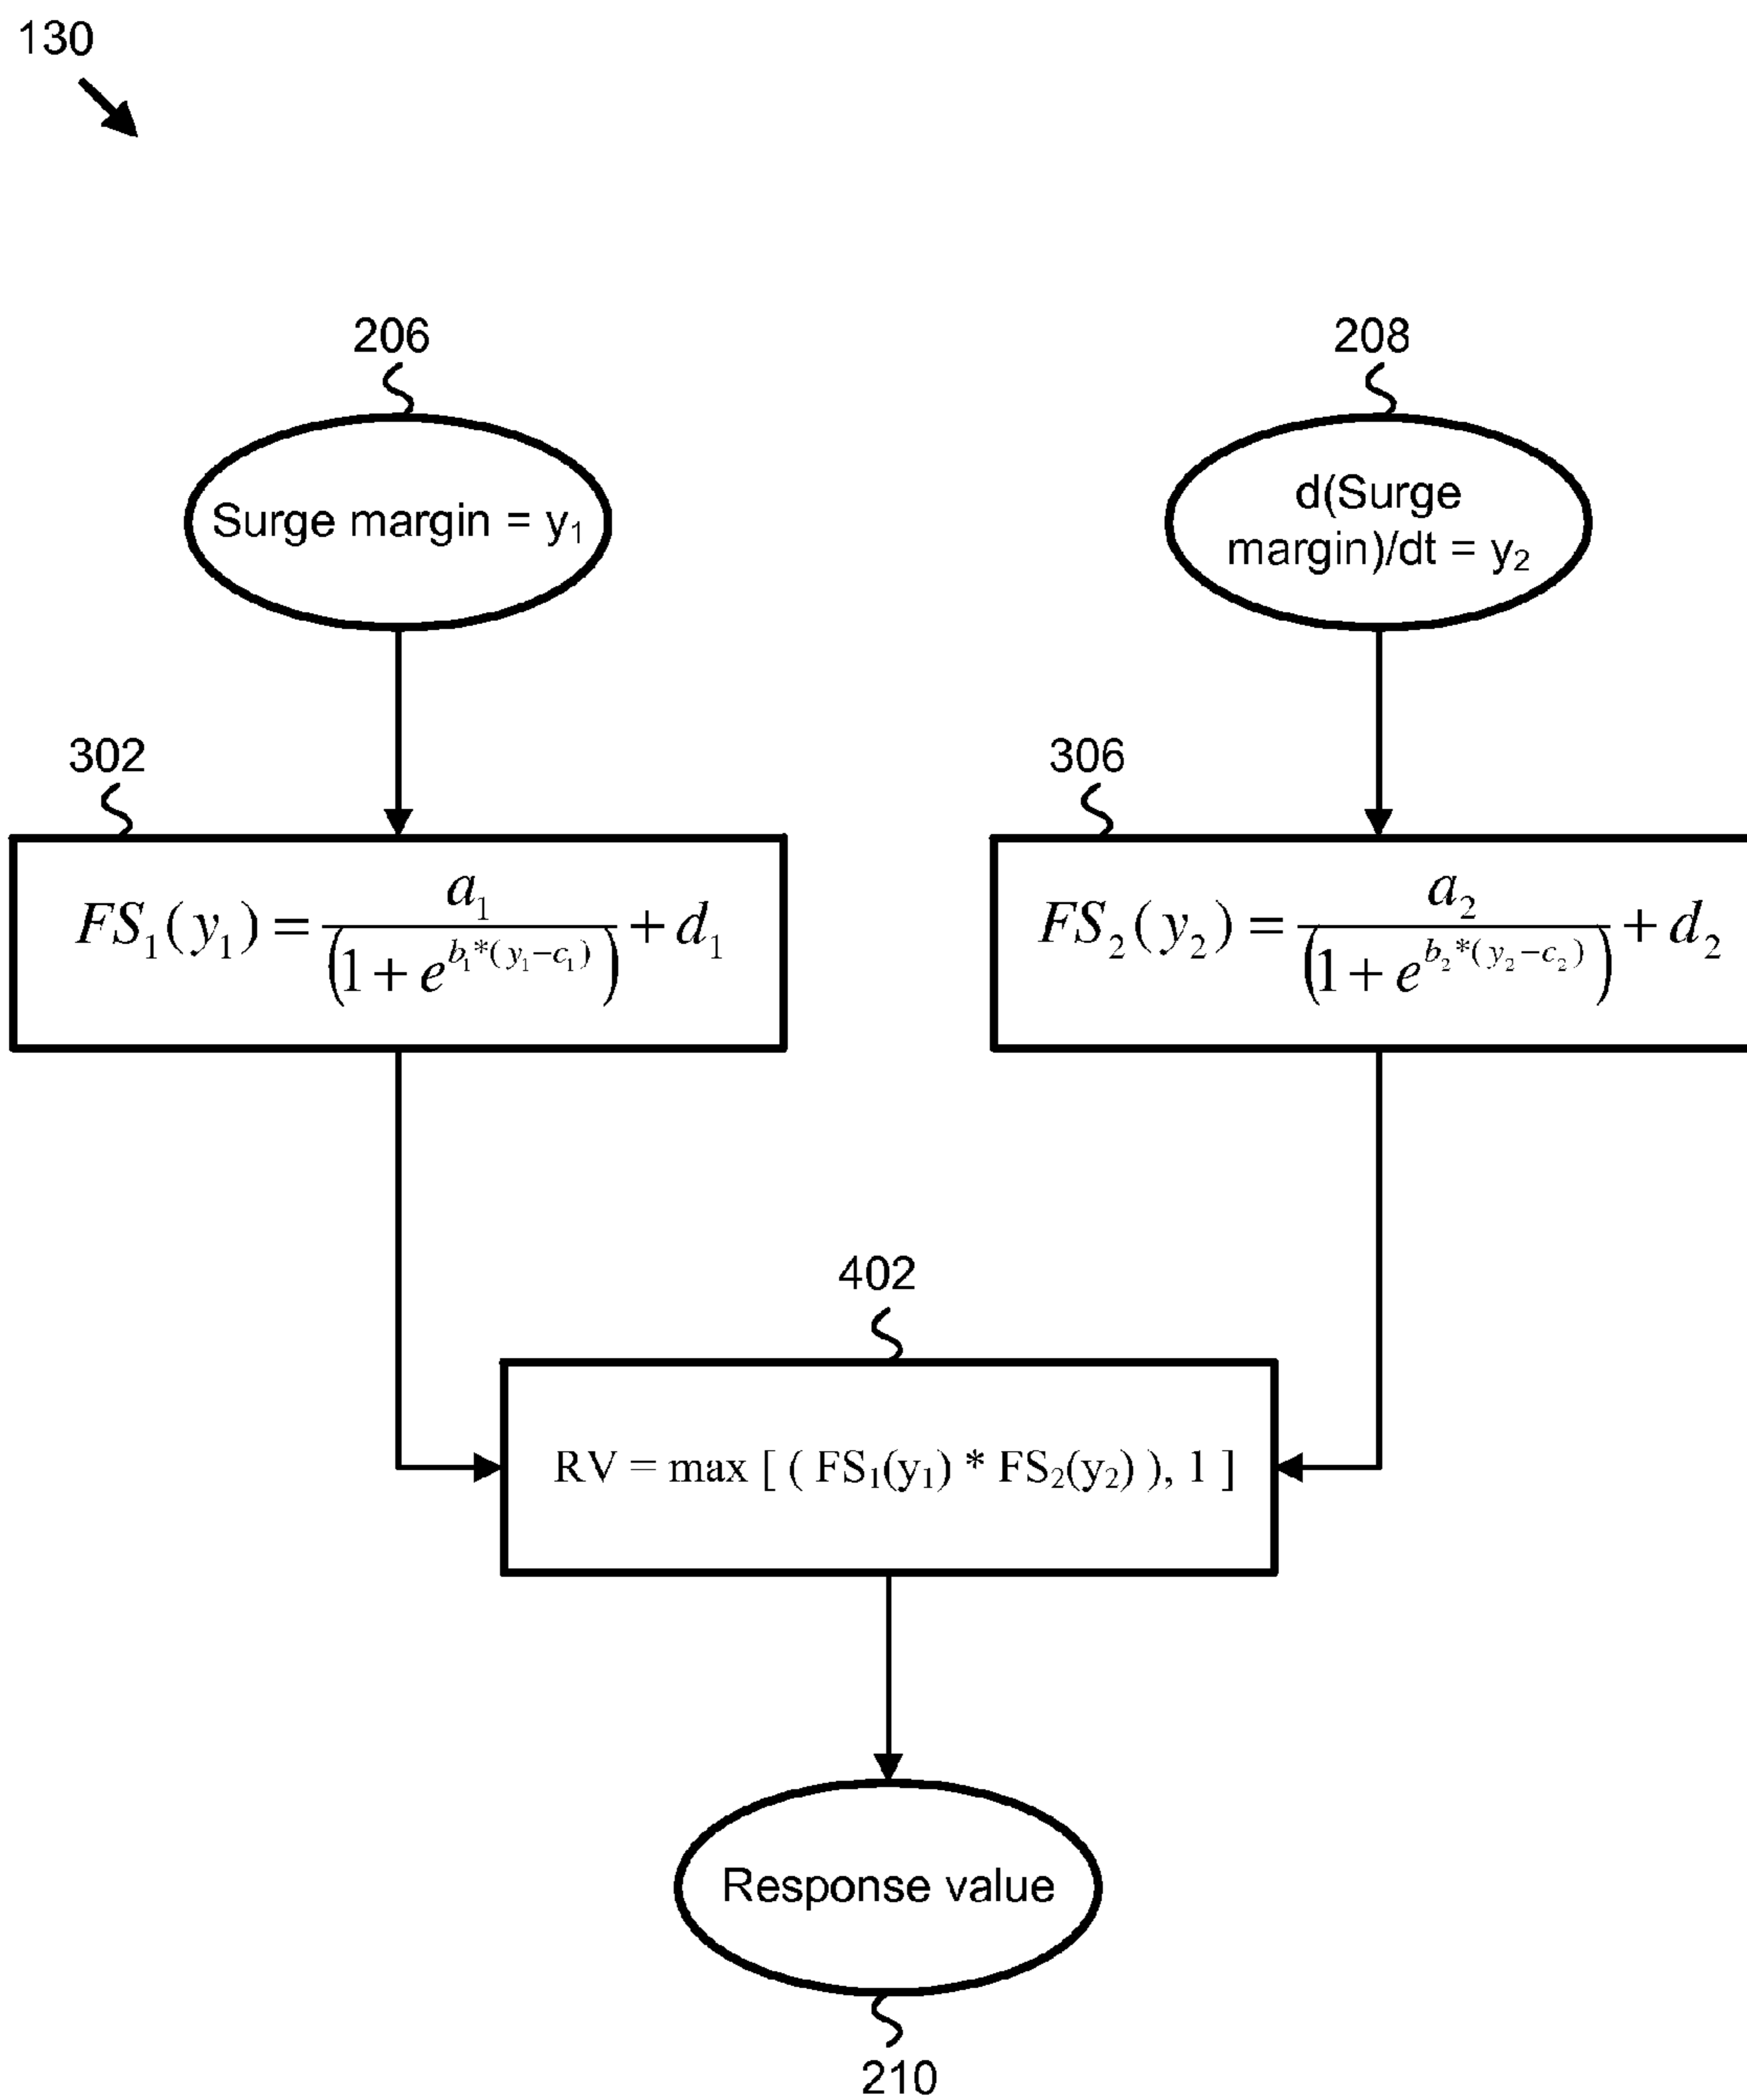 130
206
208
Surge margin = y₁
d(Surge
margin)/dt = y₂
302
306
FS₁(y₁) = a₁ / (1 + e^{b₁*(y₁−c₁)}) + d₁
FS₂(y₂) = a₂ / (1 + e^{b₂*(y₂−c₂)}) + d₂
402
RV = max [ ( FS₁(y₁) * FS₂(y₂) ), 1 ]
Response value
210